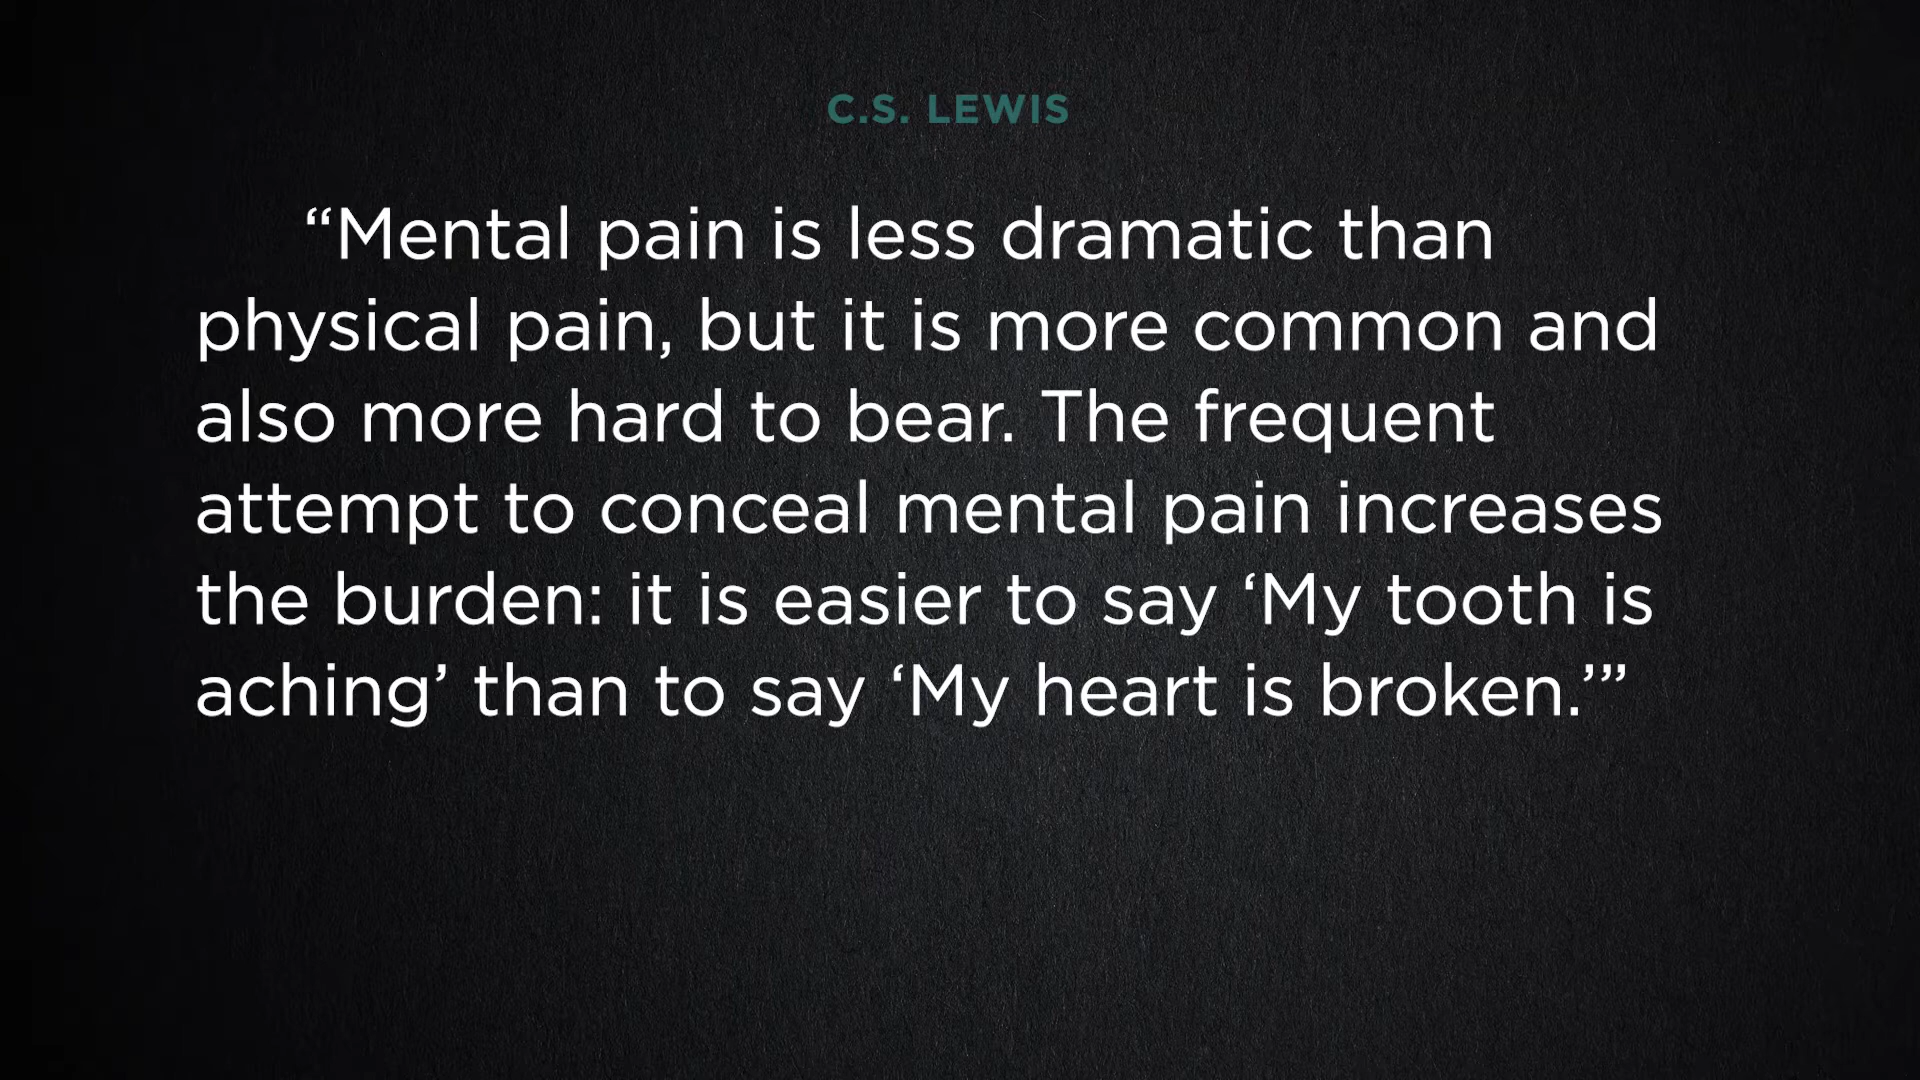 C.S. LEWIS
“Mental pain is less dramatic than
physical pain, but it is more common and
also more hard to bear. The frequent
attempt to conceal mental pain increases
the burden: it is easier to say ‘My tooth is
aching’ than to say ‘My heart is broken.’”